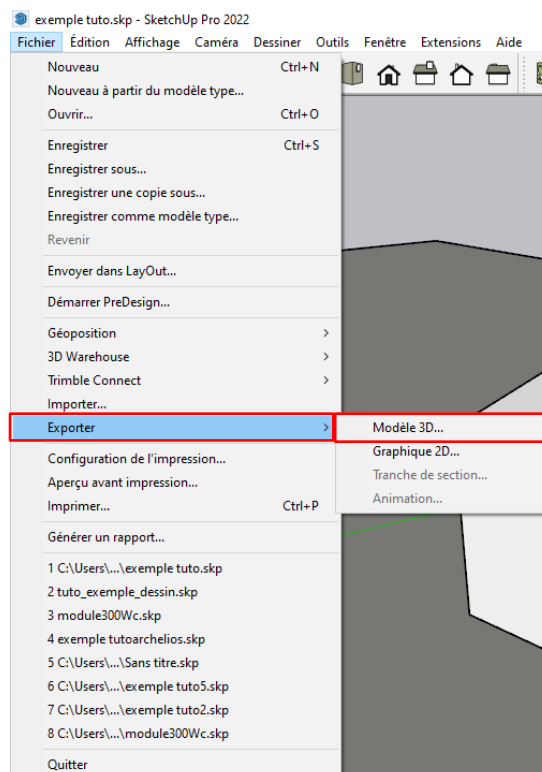 exemple tuto.skp - SketchUp Pro 2022
Fichier Édition Affichage Caméra Dessiner Outils Fenêtre Extensions Aide
Nouveau Ctrl+N
Nouveau à partir du modèle type...
Ouvrir... Ctrl+O
Enregistrer Ctrl+S
Enregistrer sous...
Enregistrer une copie sous...
Enregistrer comme modèle type...
Revenir
Envoyer dans LayOut...
Démarrer PreDesign...
Géoposition
3D Warehouse
Trimble Connect
Importer...
Exporter
Modèle 3D...
Graphique 2D...
Tranche de section...
Animation...
Configuration de l'impression...
Aperçu avant impression...
Imprimer... Ctrl+P
Générer un rapport...
1 C:\Users\...\exemple tuto.skp
2 tuto_exemple_dessin.skp
3 module300Wc.skp
4 exemple tutoarchelios.skp
5 C:\Users\...\Sans titre.skp
6 C:\Users\...\exemple tuto5.skp
7 C:\Users\...\exemple tuto2.skp
8 C:\Users\...\module300Wc.skp
Quitter